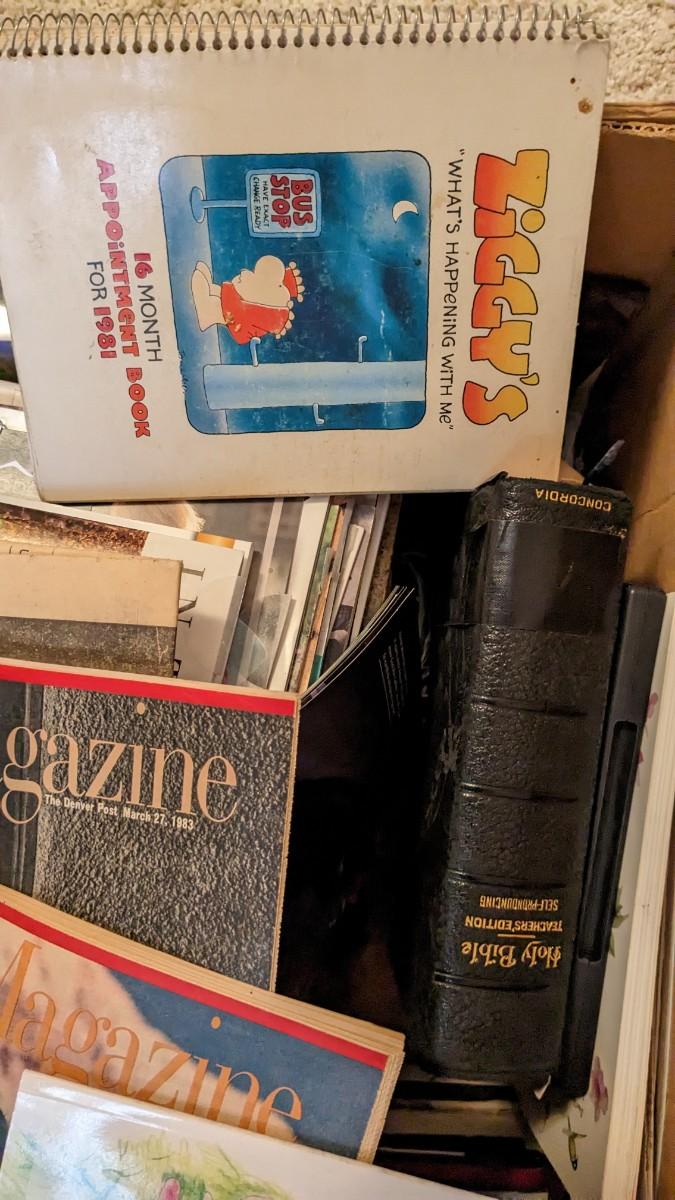 ZiGGY'S
"WHAT'S HAPPENING WITH ME"
BUS
STOP
HAVE EXACT
CHANGE READY
16 MONTH
APPOINTMENT BOOK
FOR 1981
CONCORDIA
Holy Bible
TEACHERS' EDITION
SELF-PRONOUNCING
gazine
The Denver Post March 27, 1983
Magazine